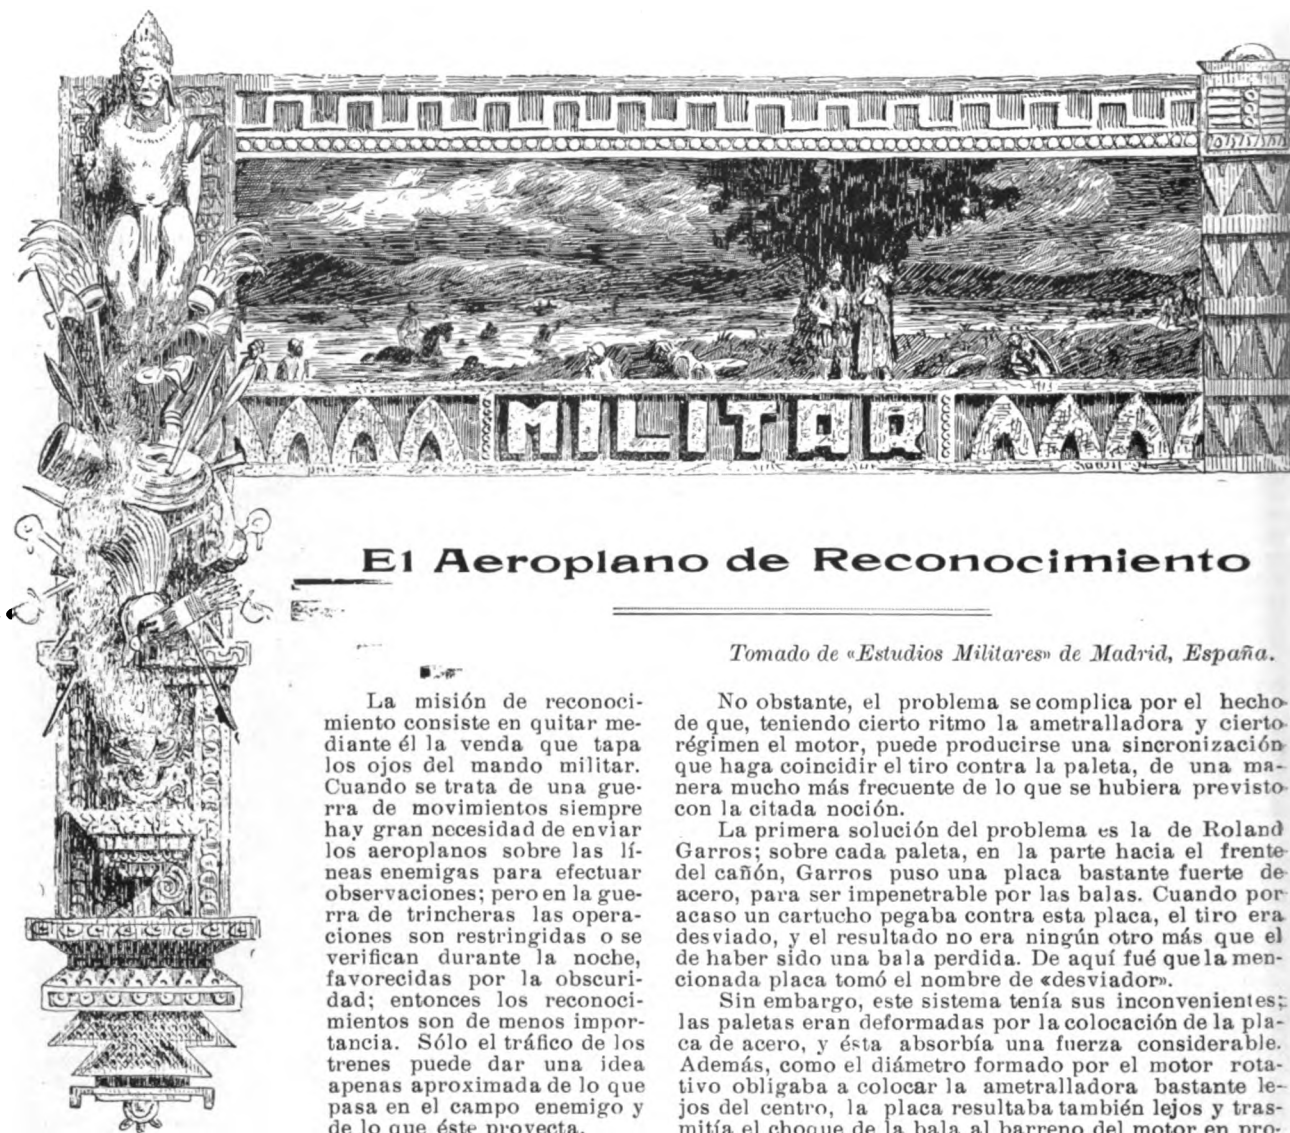 MILITAR
El Aeroplano de Reconocimiento
Tomado de «Estudios Militares» de Madrid, España.
La misión de reconoci-
miento consiste en quitar me-
diante él la venda que tapa
los ojos del mando militar.
Cuando se trata de una gue-
rra de movimientos siempre
hay gran necesidad de enviar
los aeroplanos sobre las lí-
neas enemigas para efectuar
observaciones; pero en la gue-
rra de trincheras las opera-
ciones son restringidas o se
verifican durante la noche,
favorecidas por la obscuri-
dad; entonces los reconoci-
mientos son de menos impor-
tancia. Sólo el tráfico de los
trenes puede dar una idea
apenas aproximada de lo que
pasa en el campo enemigo y
de lo que éste proyecta.
No obstante, el problema se complica por el hecho
de que, teniendo cierto ritmo la ametralladora y cierto
régimen el motor, puede producirse una sincronización
que haga coincidir el tiro contra la paleta, de una ma-
nera mucho más frecuente de lo que se hubiera previsto
con la citada noción.
La primera solución del problema es la de Roland
Garros; sobre cada paleta, en la parte hacia el frente
del cañón, Garros puso una placa bastante fuerte de
acero, para ser impenetrable por las balas. Cuando por
acaso un cartucho pegaba contra esta placa, el tiro era
desviado, y el resultado no era ningún otro más que el
de haber sido una bala perdida. De aquí fué que la men-
cionada placa tomó el nombre de «desviador».
Sin embargo, este sistema tenía sus inconvenientes;
las paletas eran deformadas por la colocación de la pla-
ca de acero, y ésta absorbía una fuerza considerable.
Además, como el diámetro formado por el motor rota-
tivo obligaba a colocar la ametralladora bastante le-
jos del centro, la placa resultaba también lejos y tras-
mitía el choque de la bala al barreno del motor en pro-